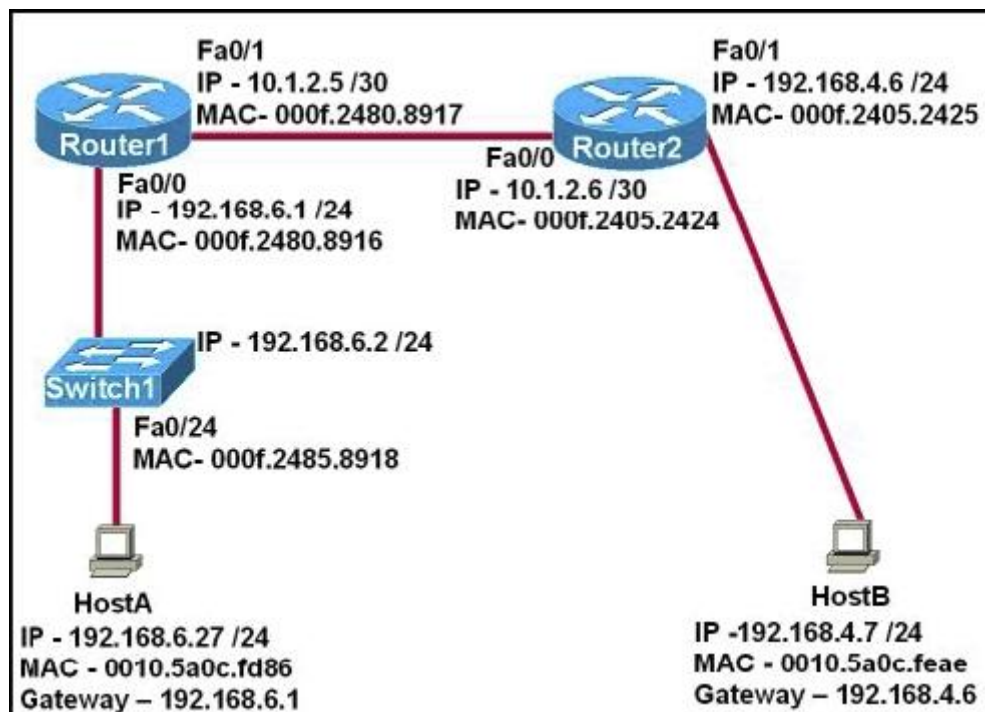 Fa0/1
IP - 10.1.2.5 /30
MAC- 000f.2480.8917
Router1
Fa0/1
IP - 192.168.4.6 /24
MAC- 000f.2405.2425
Router2
Fa0/0
IP - 10.1.2.6 /30
MAC- 000f.2405.2424
Fa0/0
IP - 192.168.6.1 /24
MAC- 000f.2480.8916
IP - 192.168.6.2 /24
Switch1
Fa0/24
MAC- 000f.2485.8918
HostA
IP - 192.168.6.27 /24
MAC - 0010.5a0c.fd86
Gateway – 192.168.6.1
HostB
IP -192.168.4.7 /24
MAC - 0010.5a0c.feae
Gateway – 192.168.4.6